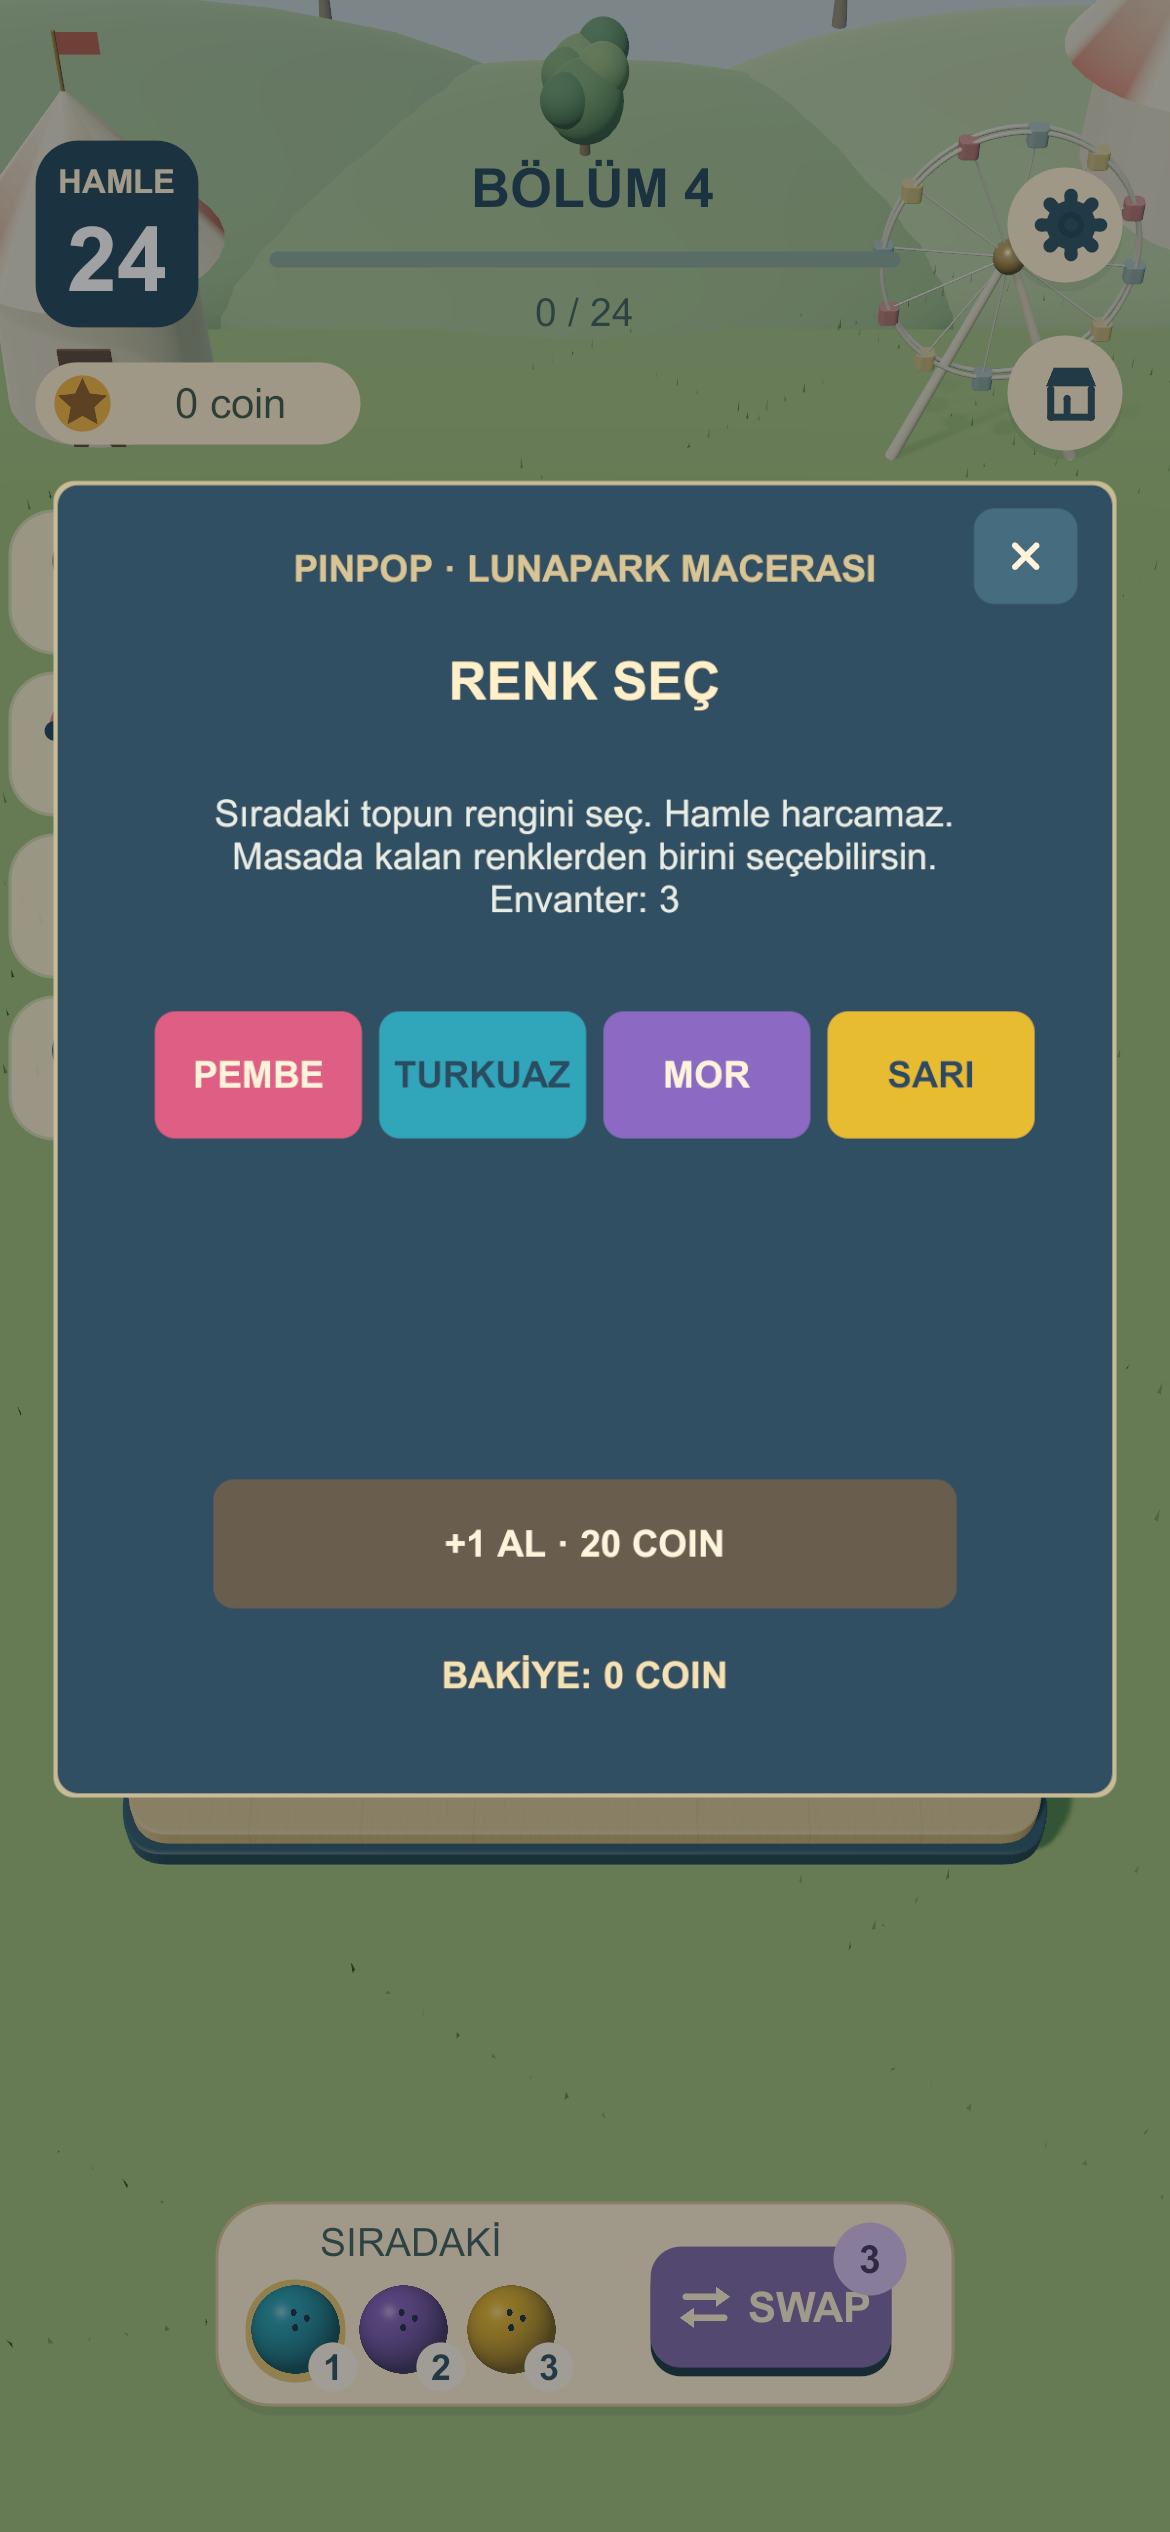 HAMLE
24
BÖLÜM 4
0 / 24
0 coin
PINPOP · LUNAPARK MACERASI
RENK SEÇ
Sıradaki topun rengini seç. Hamle harcamaz.
Masada kalan renklerden birini seçebilirsin.
Envanter: 3
PEMBE
TURKUAZ
MOR
SARI
+1 AL · 20 COIN
BAKİYE: 0 COIN
SIRADAKİ
1
2
3
SWAP
3